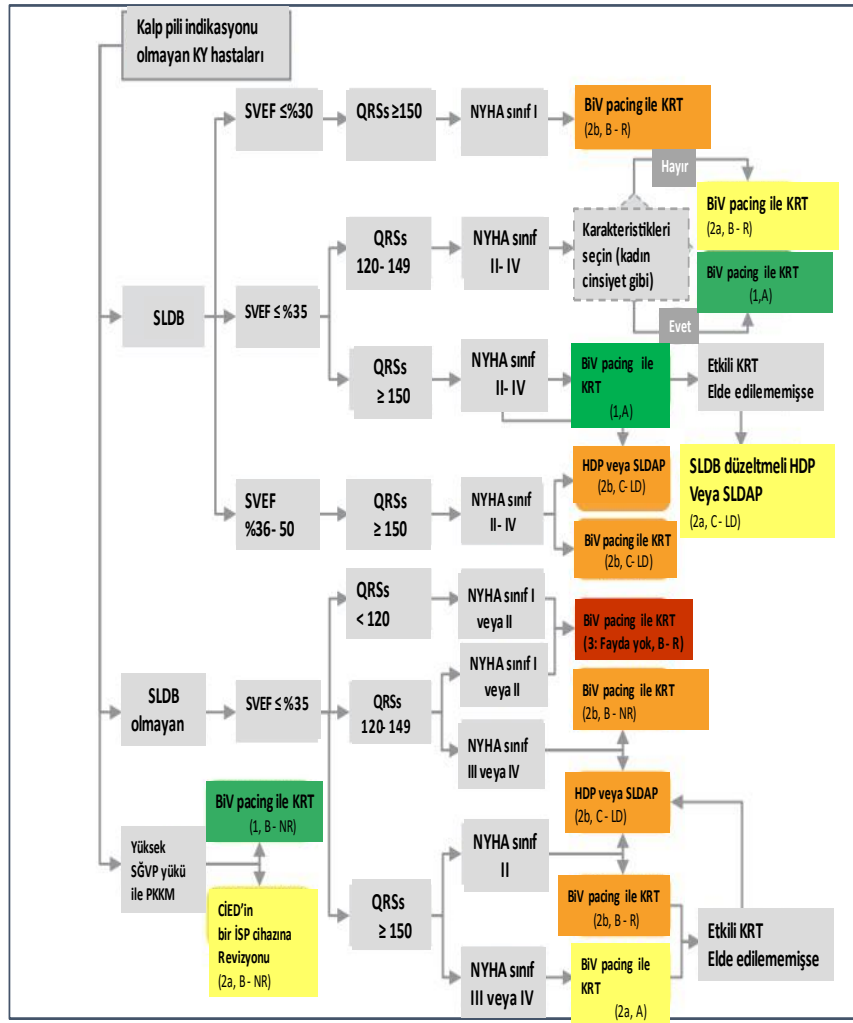 Kalp pili indikasyonu
olmayan KY hastaları
SVEF ≤%30
QRSs ≥150
NYHA sınıf I
BiV pacing ile KRT
(2b, B - R)
Hayır
BiV pacing ile KRT
(2a, B - R)
QRSs
120- 149
NYHA sınıf
II- IV
Karakteristikleri
seçin (kadın
cinsiyet gibi)
BiV pacing ile KRT
(1,A)
SLDB
SVEF ≤ %35
Evet
QRSs
≥ 150
NYHA sınıf
II- IV
BiV pacing ile
KRT
(1,A)
Etkili KRT
Elde edilememişse
HDP veya SLDAP
(2b, C- LD)
SLDB düzeltmeli HDP
Veya SLDAP
(2a, C - LD)
SVEF
%36- 50
QRSs
≥ 150
NYHA sınıf
II- IV
BiV pacing ile KRT
(2b, C- LD)
QRSs
< 120
NYHA sınıf I
veya II
BiV pacing ile KRT
(3: Fayda yok, B - R)
SLDB
olmayan
SVEF ≤ %35
QRSs
120- 149
NYHA sınıf I
veya II
BiV pacing ile KRT
(2b, B - NR)
NYHA sınıf
III veya IV
BiV pacing ile KRT
(1, B - NR)
HDP veya SLDAP
(2b, C - LD)
Yüksek
SĞVP yükü
ile PKKM
CİED’in
bir İSP cihazına
Revizyonu
(2a, B - NR)
QRSs
≥ 150
NYHA sınıf
II
BiV pacing ile KRT
(2b, B - R)
Etkili KRT
Elde edilememişse
NYHA sınıf
III veya IV
BiV pacing ile
KRT
(2a, A)